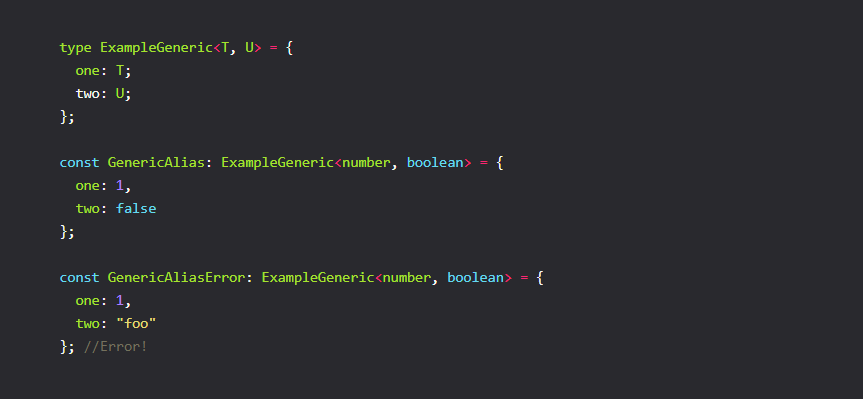 type ExampleGeneric<T, U> = {
  one: T;
  two: U;
};
const GenericAlias: ExampleGeneric<number, boolean> = {
  one: 1,
  two: false
};
const GenericAliasError: ExampleGeneric<number, boolean> = {
  one: 1,
  two: "foo"
}; //Error!